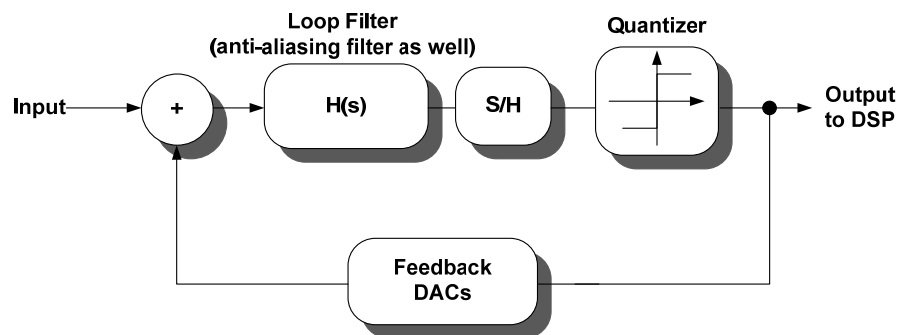 Loop Filter
(anti-aliasing filter as well)
Quantizer
Input
+
H(s)
S/H
Output
to DSP
Feedback
DACs